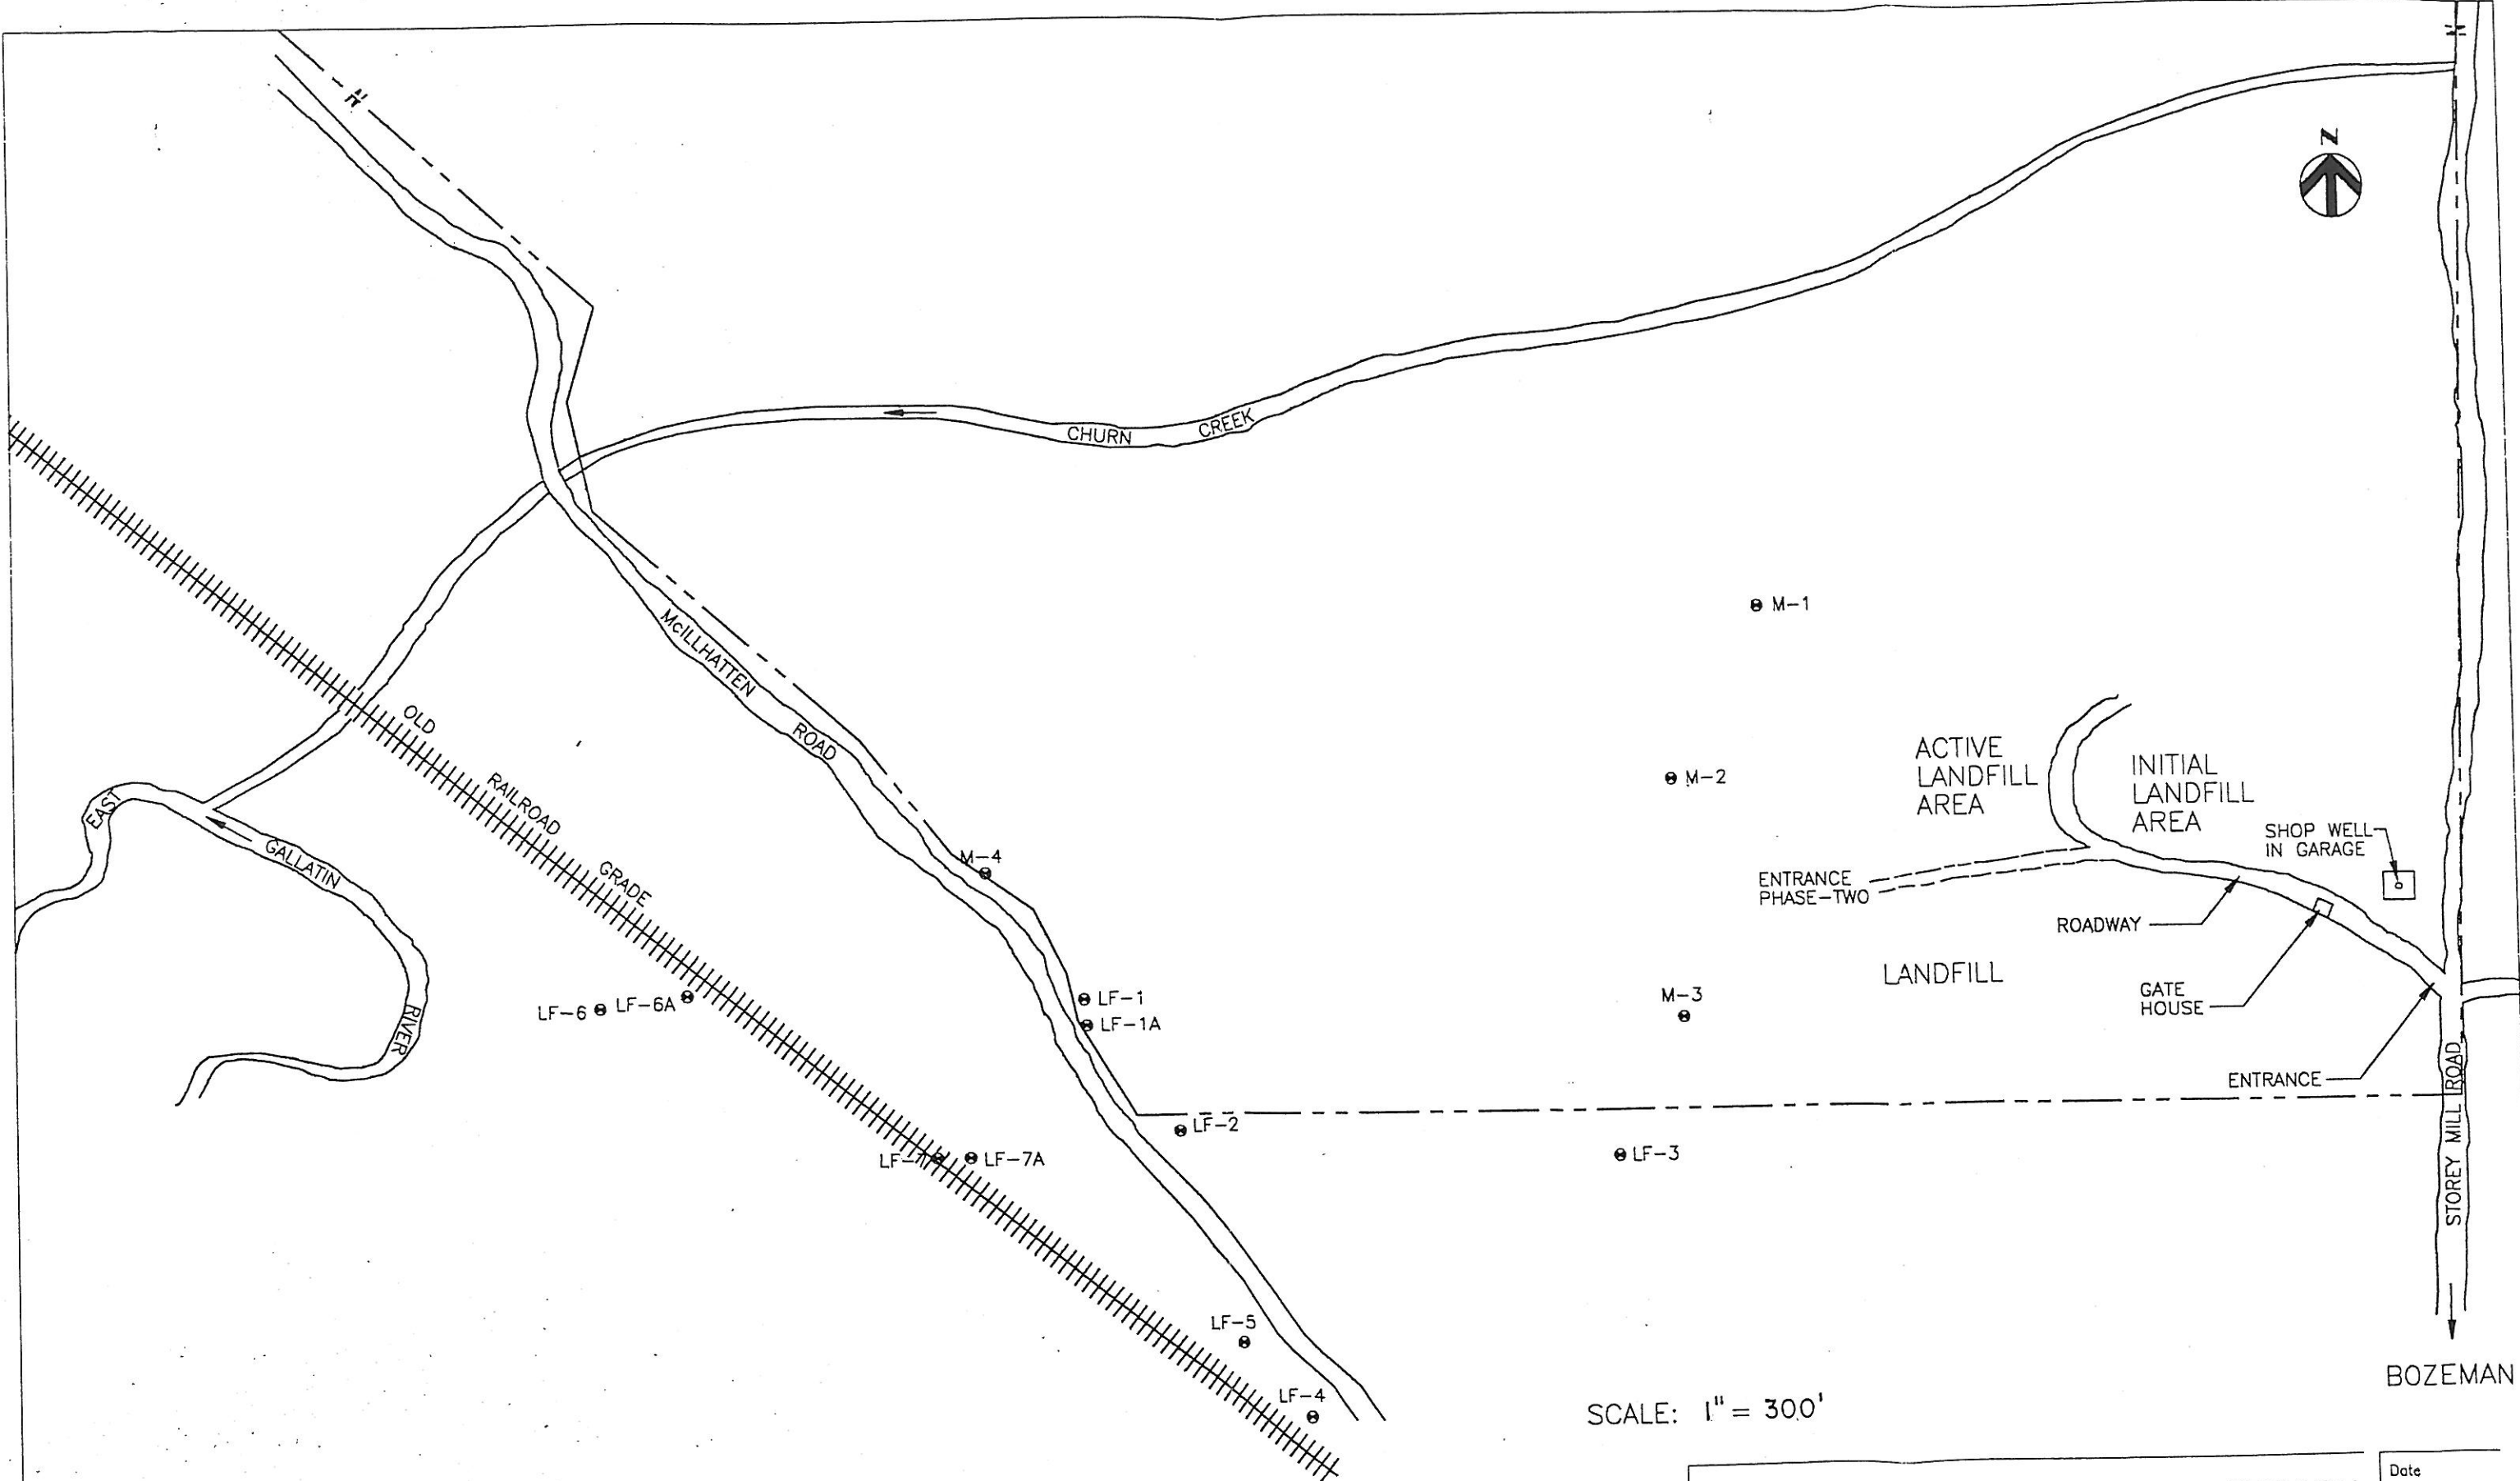 N
CHURN CREEK
McILLHATTEN ROAD
M-1
M-2
ACTIVE
LANDFILL
AREA
INITIAL
LANDFILL
AREA
SHOP WELL
IN GARAGE
OLD RAILROAD GRADE
EAST GALLATIN RIVER
M-4
ENTRANCE
PHASE-TWO
ROADWAY
LANDFILL
GATE
HOUSE
M-3
LF-1
LF-1A
LF-6
LF-6A
ENTRANCE
STOREY MILL ROAD
LF-2
LF-3
LF-7
LF-7A
LF-5
LF-4
BOZEMAN
SCALE: 1" = 300'
Date